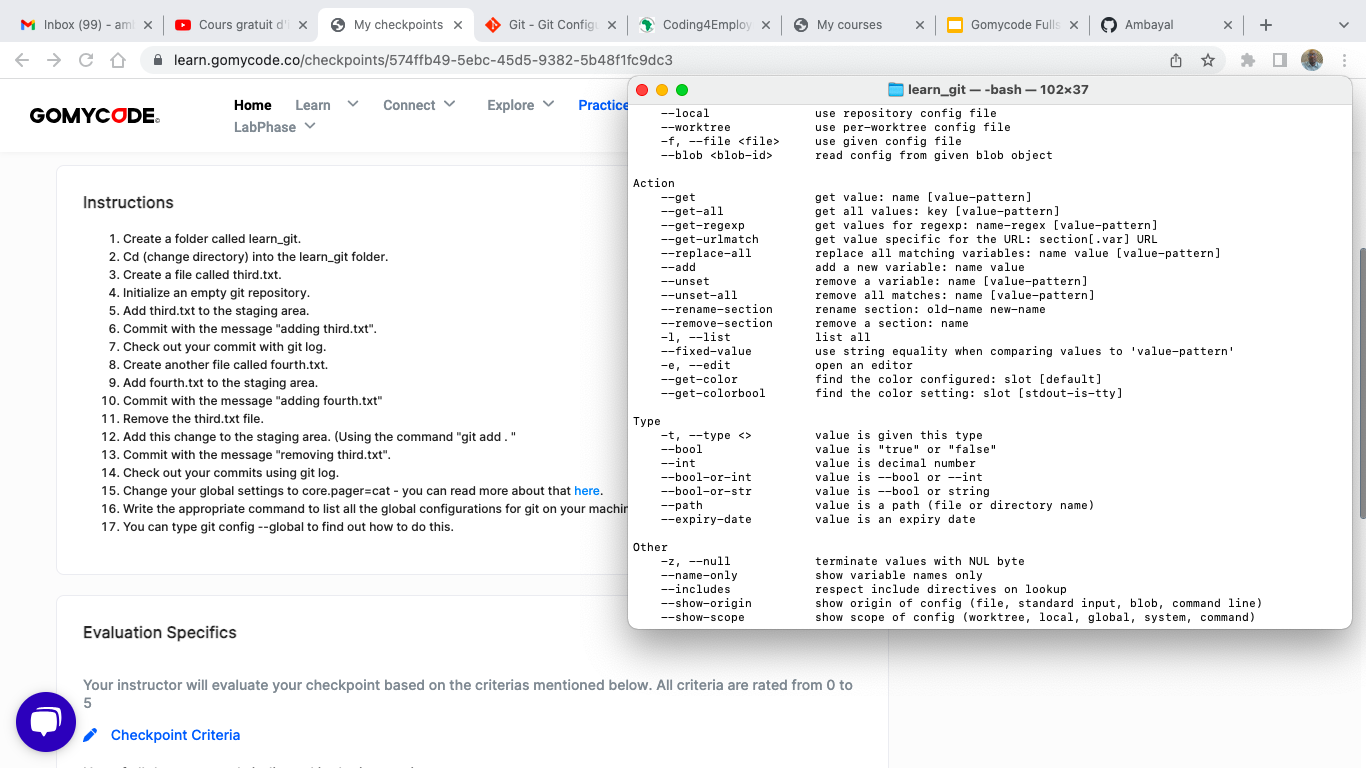 Inbox (99) – am
Cours gratuit d'
My checkpoints
Git - Git Config
Coding4Employ
My courses
Gomycode Fulls
Ambayal
learn.gomycode.co/checkpoints/574ffb49-5ebc-45d5-9382-5b48f1fc9dc3
GOMYCODE
Home
Learn
Connect
Explore
Practice
LabPhase
Instructions
1. Create a folder called learn_git.
2. Cd (change directory) into the learn_git folder.
3. Create a file called third.txt.
4. Initialize an empty git repository.
5. Add third.txt to the staging area.
6. Commit with the message "adding third.txt".
7. Check out your commit with git log.
8. Create another file called fourth.txt.
9. Add fourth.txt to the staging area.
10. Commit with the message "adding fourth.txt"
11. Remove the third.txt file.
12. Add this change to the staging area. (Using the command "git add . "
13. Commit with the message "removing third.txt".
14. Check out your commits using git log.
15. Change your global settings to core.pager=cat - you can read more about that here.
16. Write the appropriate command to list all the global configurations for git on your machin
17. You can type git config --global to find out how to do this.
Evaluation Specifics
Your instructor will evaluate your checkpoint based on the criterias mentioned below. All criteria are rated from 0 to
5
Checkpoint Criteria
learn_git — -bash — 102×37
--local use repository config file
--worktree use per-worktree config file
-f, --file <file> use given config file
--blob <blob-id> read config from given blob object
Action
--get get value: name [value-pattern]
--get-all get all values: key [value-pattern]
--get-regexp get values for regexp: name-regex [value-pattern]
--get-urlmatch get value specific for the URL: section[.var] URL
--replace-all replace all matching variables: name value [value-pattern]
--add add a new variable: name value
--unset remove a variable: name [value-pattern]
--unset-all remove all matches: name [value-pattern]
--rename-section rename section: old-name new-name
--remove-section remove a section: name
-l, --list list all
--fixed-value use string equality when comparing values to 'value-pattern'
-e, --edit open an editor
--get-color find the color configured: slot [default]
--get-colorbool find the color setting: slot [stdout-is-tty]
Type
-t, --type <> value is given this type
--bool value is "true" or "false"
--int value is decimal number
--bool-or-int value is --bool or --int
--bool-or-str value is --bool or string
--path value is a path (file or directory name)
--expiry-date value is an expiry date
Other
-z, --null terminate values with NUL byte
--name-only show variable names only
--includes respect include directives on lookup
--show-origin show origin of config (file, standard input, blob, command line)
--show-scope show scope of config (worktree, local, global, system, command)